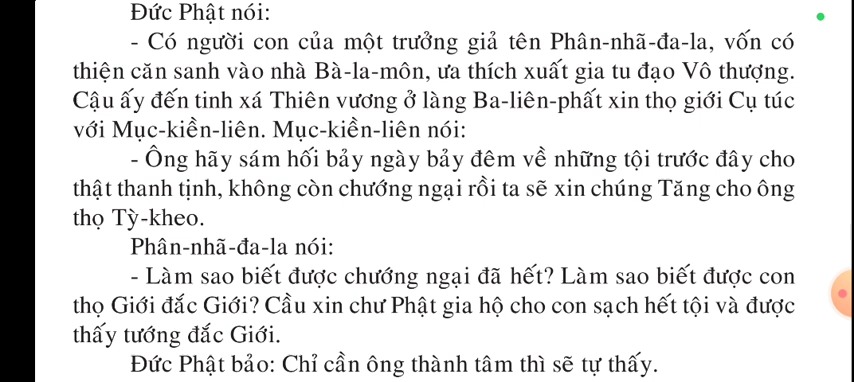 Đức Phật nói:
- Có người con của một trưởng giả tên Phân-nhã-đa-la, vốn có
thiện căn sanh vào nhà Bà-la-môn, ưa thích xuất gia tu đạo Vô thượng.
Cậu ấy đến tinh xá Thiên vương ở làng Ba-liên-phất xin thọ giới Cụ túc
với Mục-kiền-liên. Mục-kiền-liên nói:
- Ông hãy sám hối bảy ngày bảy đêm về những tội trước đây cho
thật thanh tịnh, không còn chướng ngại rồi ta sẽ xin chúng Tăng cho ông
thọ Tỳ-kheo.
Phân-nhã-đa-la nói:
- Làm sao biết được chướng ngại đã hết? Làm sao biết được con
thọ Giới đắc Giới? Cầu xin chư Phật gia hộ cho con sạch hết tội và được
thấy tướng đắc Giới.
Đức Phật bảo: Chỉ cần ông thành tâm thì sẽ tự thấy.